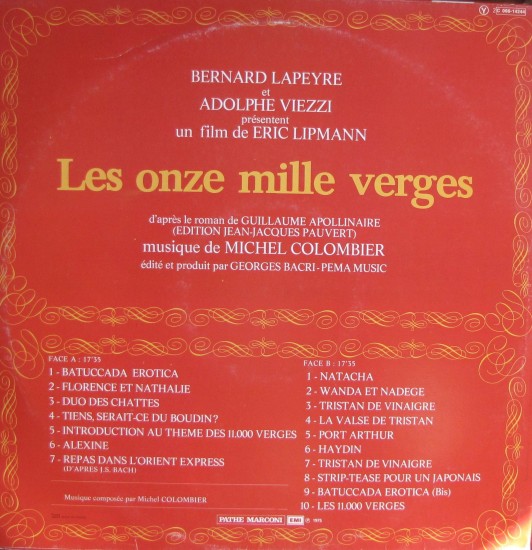 Y 2C 066-14344
BERNARD LAPEYRE
et
ADOLPHE VIEZZI
présentent
un film de ERIC LIPMANN
Les onze mille verges
d'après le roman de GUILLAUME APOLLINAIRE
(EDITION JEAN-JACQUES PAUVERT)
musique de MICHEL COLOMBIER
édité et produit par GEORGES BACRI-PEMA MUSIC
FACE A : 17'35
1 - BATUCCADA EROTICA
2 - FLORENCE ET NATHALIE
3 - DUO DES CHATTES
4 - TIENS, SERAIT-CE DU BOUDIN?
5 - INTRODUCTION AU THEME DES 11.000 VERGES
6 - ALEXINE
7 - REPAS DANS L'ORIENT EXPRESS
(D'APRES J.S. BACH)
Musique composée par Michel COLOMBIER
FACE B : 17'35
1 - NATACHA
2 - WANDA ET NADEGE
3 - TRISTAN DE VINAIGRE
4 - LA VALSE DE TRISTAN
5 - PORT ARTHUR
6 - HAYDIN
7 - TRISTAN DE VINAIGRE
8 - STRIP-TEASE POUR UN JAPONAIS
9 - BATUCCADA EROTICA (Bis)
10 - LES 11.000 VERGES
PATHE MARCONI EMI ℗ 1975